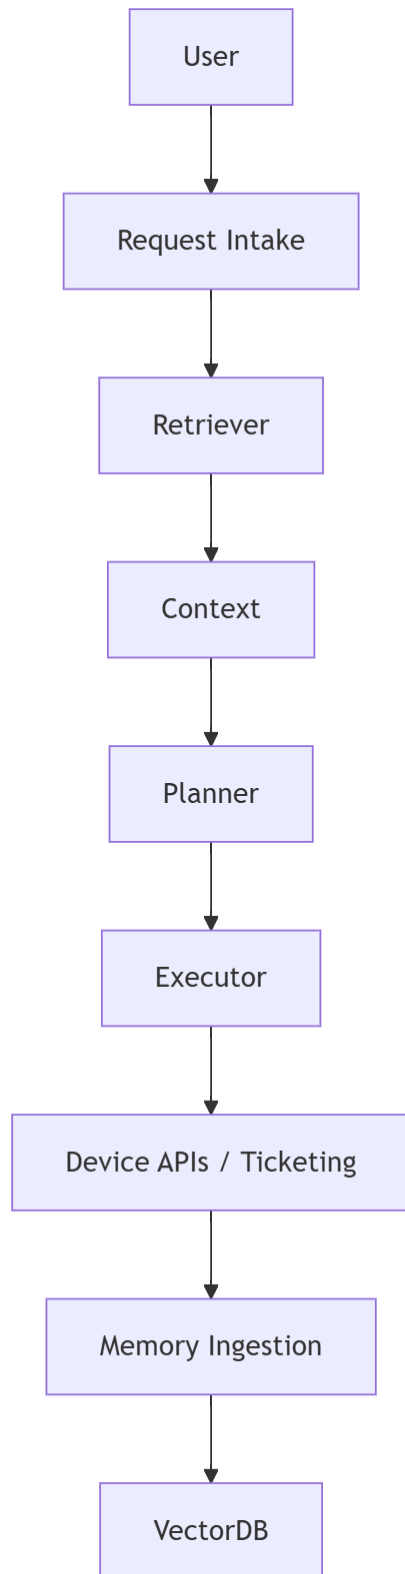 User
Request Intake
Retriever
Context
Planner
Executor
Device APIs / Ticketing
Memory Ingestion
VectorDB